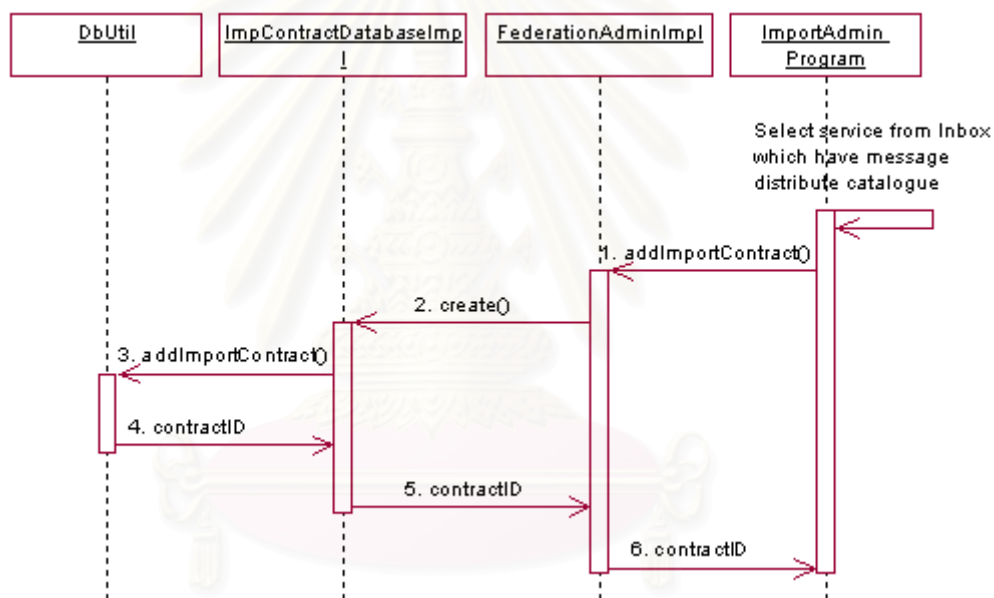 DbUtil
ImpContractDatabaseImp
l
FederationAdminImpl
ImportAdmin
Program
Select service from Inbox
which have message
distribute catalogue
1. addImportContract()
2. create()
3. addImportContract()
4. contractID
5. contractID
6. contractID